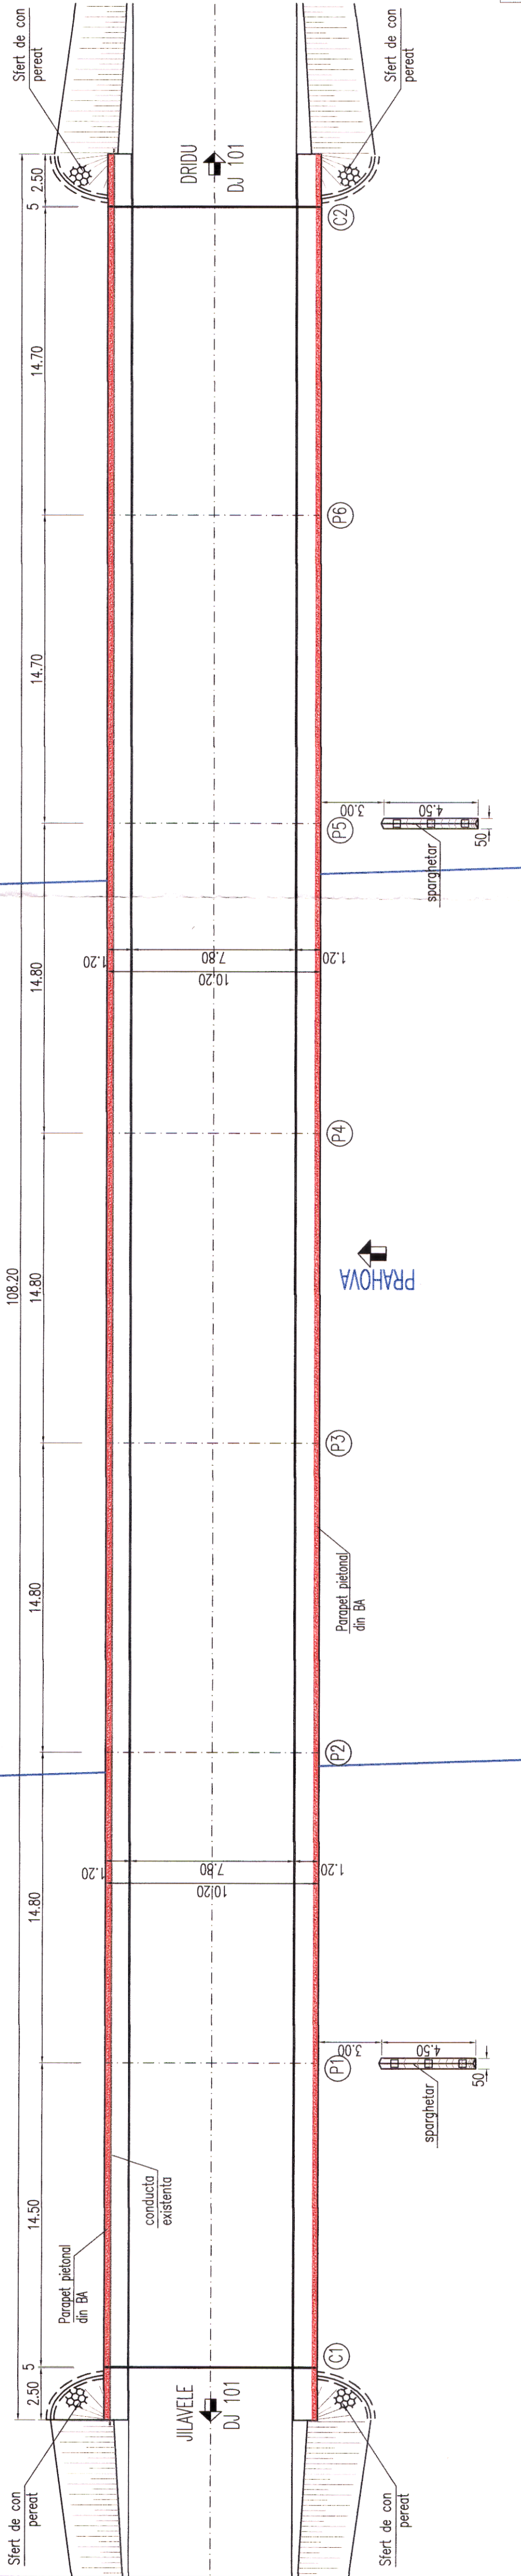 Sfert de con
pereat
Sfert de con
pereat
DRIDU
DJ 101
2.50
5
C2
14.70
P6
14.70
P5
3.00
4.50
50
sparghetar
14.80
1.20
7.80
1.20
10.20
P4
14.80
108.20
PRAHOVA
P3
14.80
Parapet pietonal
din BA
P2
14.80
1.20
7.80
1.20
10.20
P1
3.00
4.50
50
sparghetar
14.50
conducta
existenta
Parapet pietonal
din BA
5
2.50
C1
JILAVELE
DJ 101
Sfert de con
pereat
Sfert de con
pereat